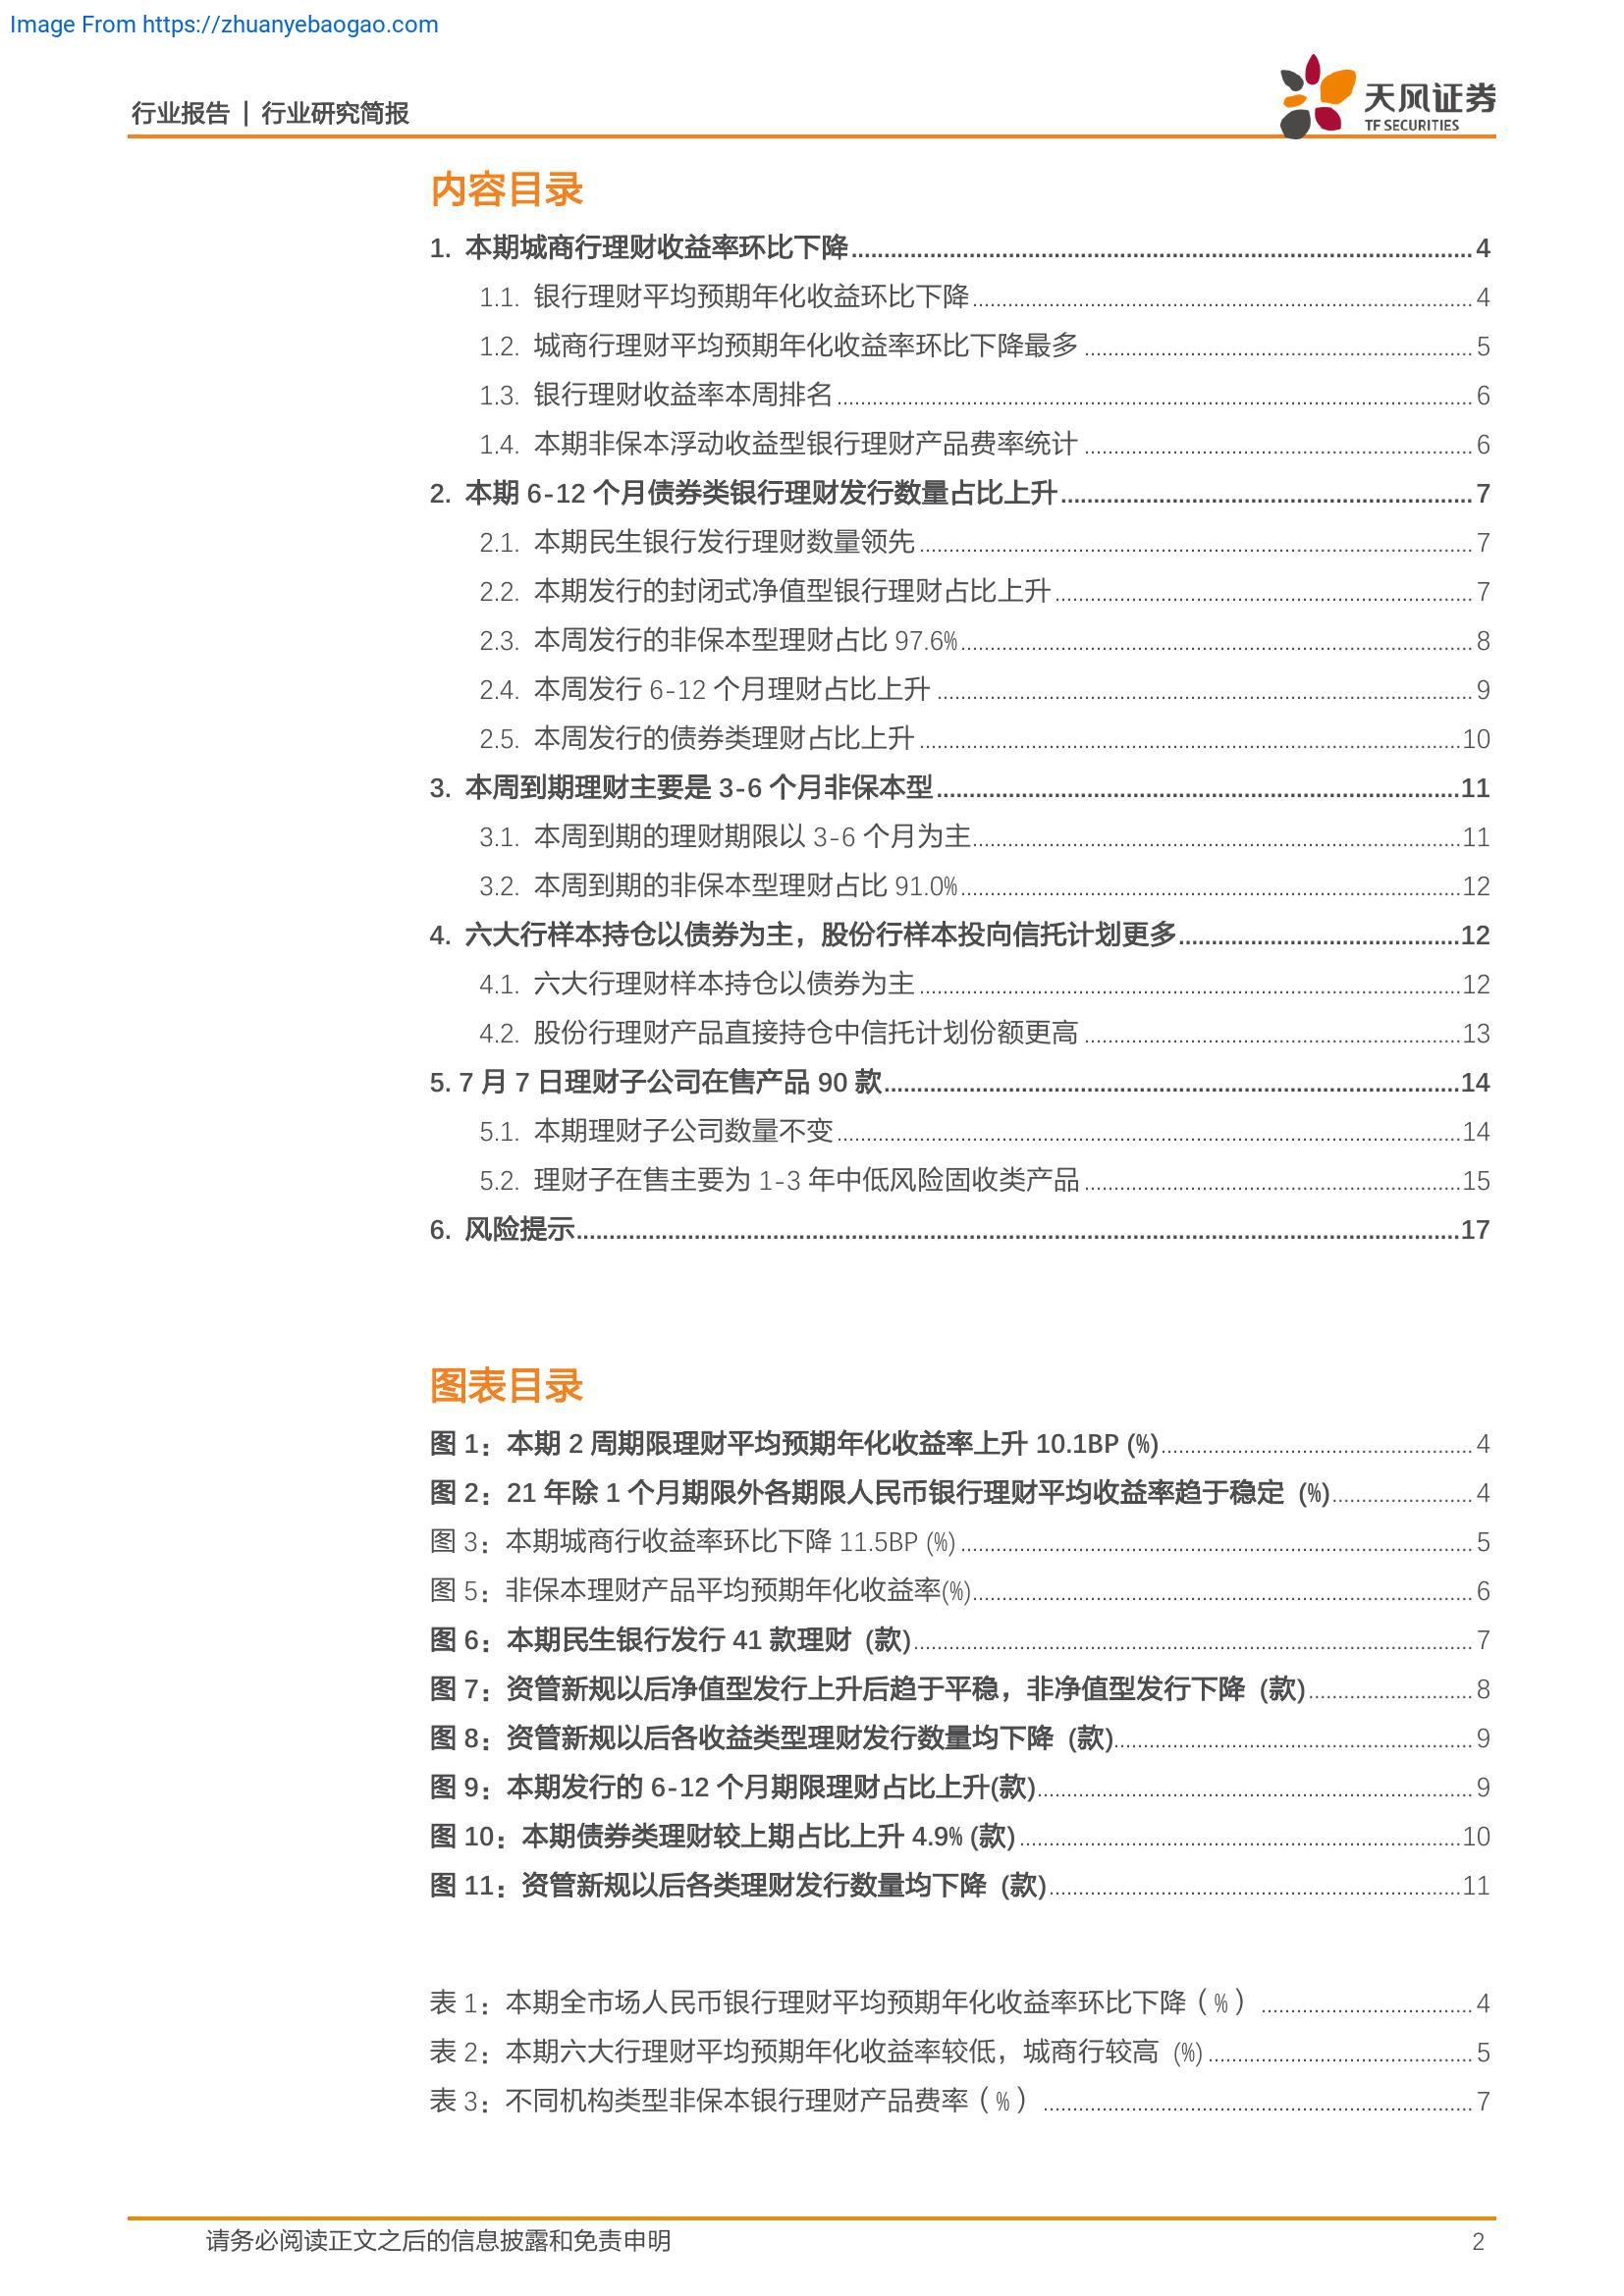 Image From https://zhuanyebaogao.com
行业报告 | 行业研究简报
天风证券
TF SECURITIES
内容目录
1. 本期城商行理财收益率环比下降 4
1.1. 银行理财平均预期年化收益环比下降 4
1.2. 城商行理财平均预期年化收益率环比下降最多 5
1.3. 银行理财收益率本周排名 6
1.4. 本期非保本浮动收益型银行理财产品费率统计 6
2. 本期 6-12 个月债券类银行理财发行数量占比上升 7
2.1. 本期民生银行发行理财数量领先 7
2.2. 本期发行的封闭式净值型银行理财占比上升 7
2.3. 本周发行的非保本型理财占比 97.6% 8
2.4. 本周发行 6-12 个月理财占比上升 9
2.5. 本周发行的债券类理财占比上升 10
3. 本周到期理财主要是 3-6 个月非保本型 11
3.1. 本周到期的理财期限以 3-6 个月为主 11
3.2. 本周到期的非保本型理财占比 91.0% 12
4. 六大行样本持仓以债券为主，股份行样本投向信托计划更多 12
4.1. 六大行理财样本持仓以债券为主 12
4.2. 股份行理财产品直接持仓中信托计划份额更高 13
5. 7 月 7 日理财子公司在售产品 90 款 14
5.1. 本期理财子公司数量不变 14
5.2. 理财子在售主要为 1-3 年中低风险固收类产品 15
6. 风险提示 17
图表目录
图 1：本期 2 周期限理财平均预期年化收益率上升 10.1BP (%) 4
图 2：21 年除 1 个月期限外各期限人民币银行理财平均收益率趋于稳定 (%) 4
图 3：本期城商行收益率环比下降 11.5BP (%) 5
图 5：非保本理财产品平均预期年化收益率(%) 6
图 6：本期民生银行发行 41 款理财 (款) 7
图 7：资管新规以后净值型发行上升后趋于平稳，非净值型发行下降 (款) 8
图 8：资管新规以后各收益类型理财发行数量均下降 (款) 9
图 9：本期发行的 6-12 个月期限理财占比上升(款) 9
图 10：本期债券类理财较上期占比上升 4.9% (款) 10
图 11：资管新规以后各类理财发行数量均下降 (款) 11
表 1：本期全市场人民币银行理财平均预期年化收益率环比下降（%） 4
表 2：本期六大行理财平均预期年化收益率较低，城商行较高 (%) 5
表 3：不同机构类型非保本银行理财产品费率（%） 7
请务必阅读正文之后的信息披露和免责申明 2